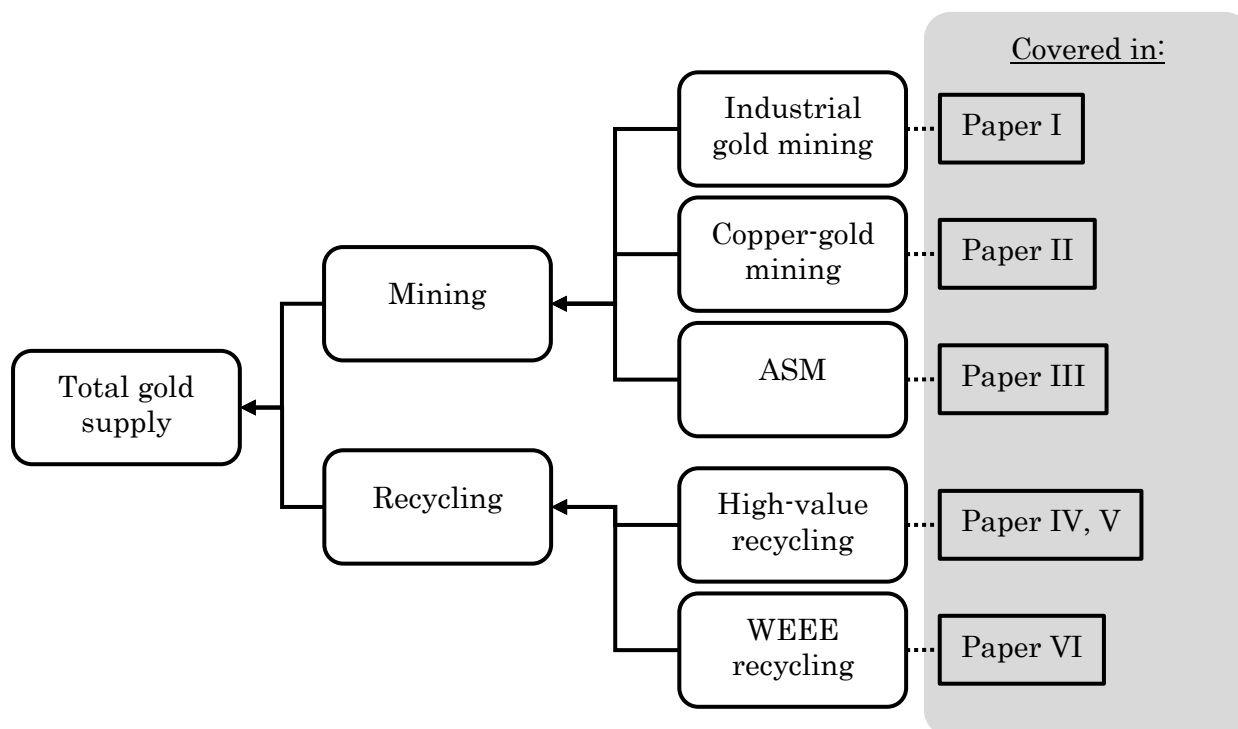 Covered in:
Industrial
gold mining
Paper I
Copper-gold
mining
Paper II
Mining
ASM
Paper III
Total gold
supply
Recycling
High-value
recycling
Paper IV, V
WEEE
recycling
Paper VI